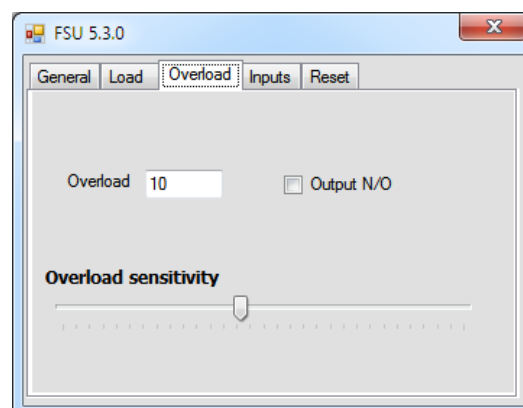 FSU 5.3.0
General Load Overload Inputs Reset
Overload 10 Output N/O
Overload sensitivity